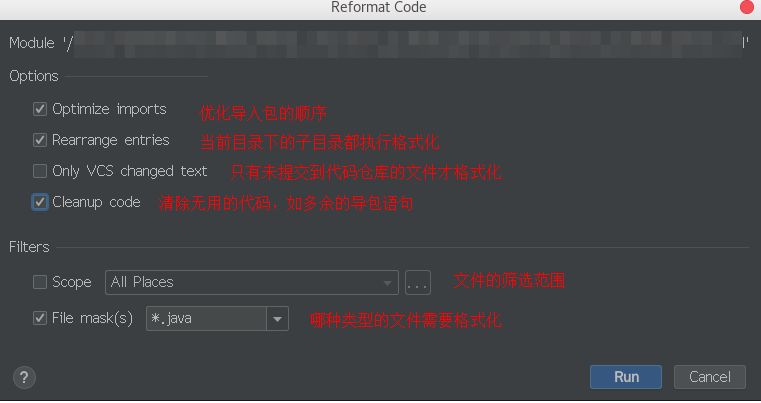 Reformat Code
Module '/
Options
Optimize imports 优化导入包的顺序
Rearrange entries 当前目录下的子目录都执行格式化
Only VCS changed text 只有未提交到代码仓库的文件才格式化
Cleanup code 清除无用的代码，如多余的导包语句
Filters
Scope All Places ... 文件的筛选范围
File mask(s) *.java 哪种类型的文件需要格式化
? Run Cancel